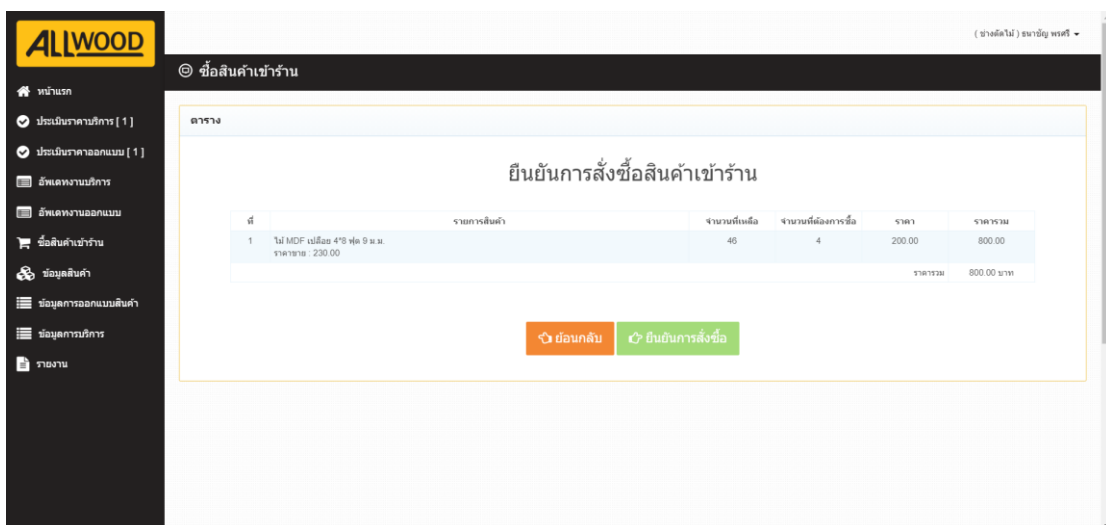 ALLWOOD
( ช่างตัดไม้ ) ธนาชัญ พรศรี
ซื้อสินค้าเข้าร้าน
หน้าแรก
ประเมินราคาบริการ [ 1 ]
ประเมินราคาออกแบบ [ 1 ]
อัพเดทงานบริการ
อัพเดทงานออกแบบ
ซื้อสินค้าเข้าร้าน
ข้อมูลสินค้า
ข้อมูลการออกแบบสินค้า
ข้อมูลการบริการ
รายงาน
ตาราง
ยืนยันการสั่งซื้อสินค้าเข้าร้าน
ที่ รายการสินค้า จำนวนที่เหลือ จำนวนที่ต้องการซื้อ ราคา ราคารวม
1 ไม้ MDF เปลือย 4*8 ฟุต 9 ม.ม. 46 4 200.00 800.00
ราคาขาย : 230.00
ราคารวม 800.00 บาท
ย้อนกลับ ยืนยันการสั่งซื้อ